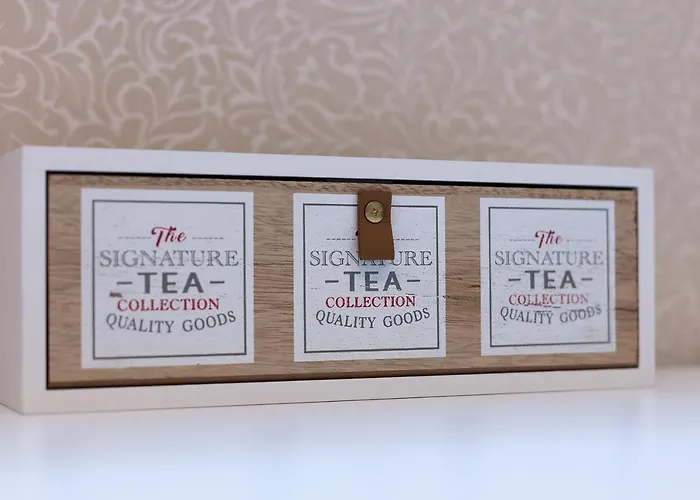 The
SIGNATURE
TEA
COLLECTION
QUALITY GOODS
SIGNATURE
TEA
COLLECTION
QUALITY GOODS
The
SIGNATURE
TEA
COLLECTION
QUALITY GOODS